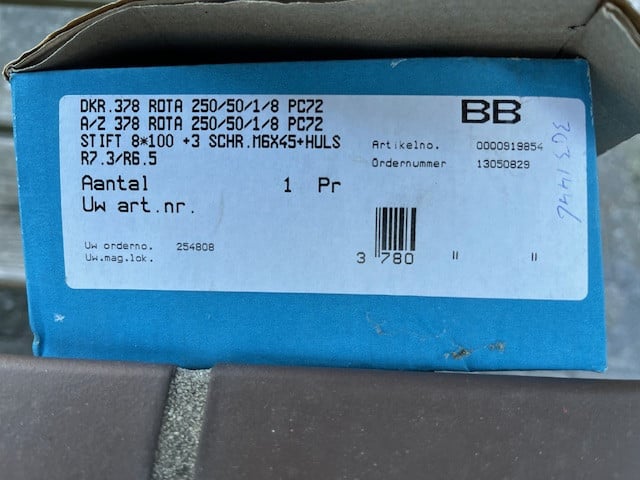 DKR.378 ROTA 250/50/1/8 PC72
A/Z 378 ROTA 250/50/1/8 PC72
STIFT 8*100 +3 SCHR.M6X45+HULS
R7.3/R6.5
BB
Artikelno. 0000919854
Ordernummer 13050829
Aantal 1 Pr
Uw art.nr.
Uw orderno. 254808
Uw.mag.lok.
3 780 " "